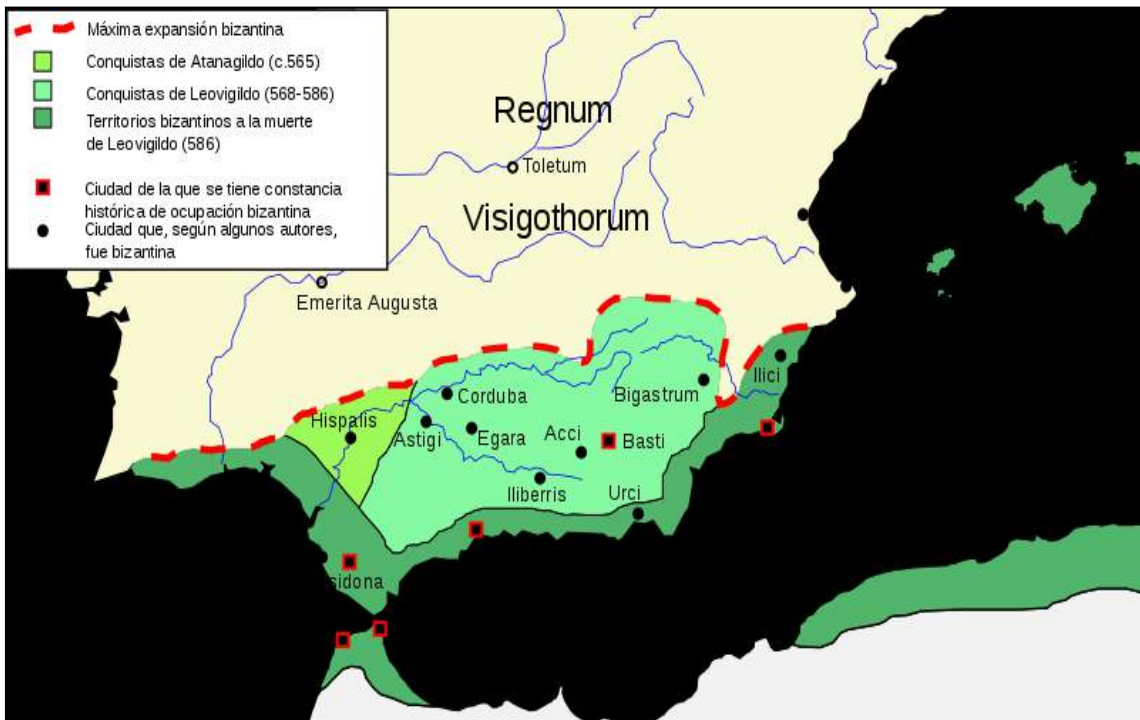 Máxima expansión bizantina
Conquistas de Atanagildo (c.565)
Conquistas de Leovigildo (568-586)
Territorios bizantinos a la muerte
de Leovigildo (586)
Ciudad de la que se tiene constancia
histórica de ocupación bizantina
Ciudad que, según algunos autores,
fue bizantina
Regnum
Toletum
Visigothorum
Emerita Augusta
Ilici
Bigastrum
Corduba
Hispalis
Astigi
Egara
Acci
Basti
Iliberris
Urci
sidona